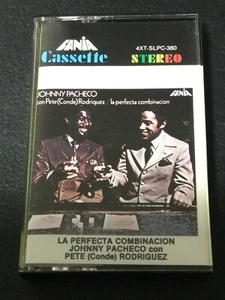 FANIA
4XT-SLPC-380
Cassette STEREO
JOHNNY PACHECO
con Pete (Conde) Rodriguez / la perfecta combinacion
LA PERFECTA COMBINACION
JOHNNY PACHECO con
PETE (Conde) RODRIGUEZ